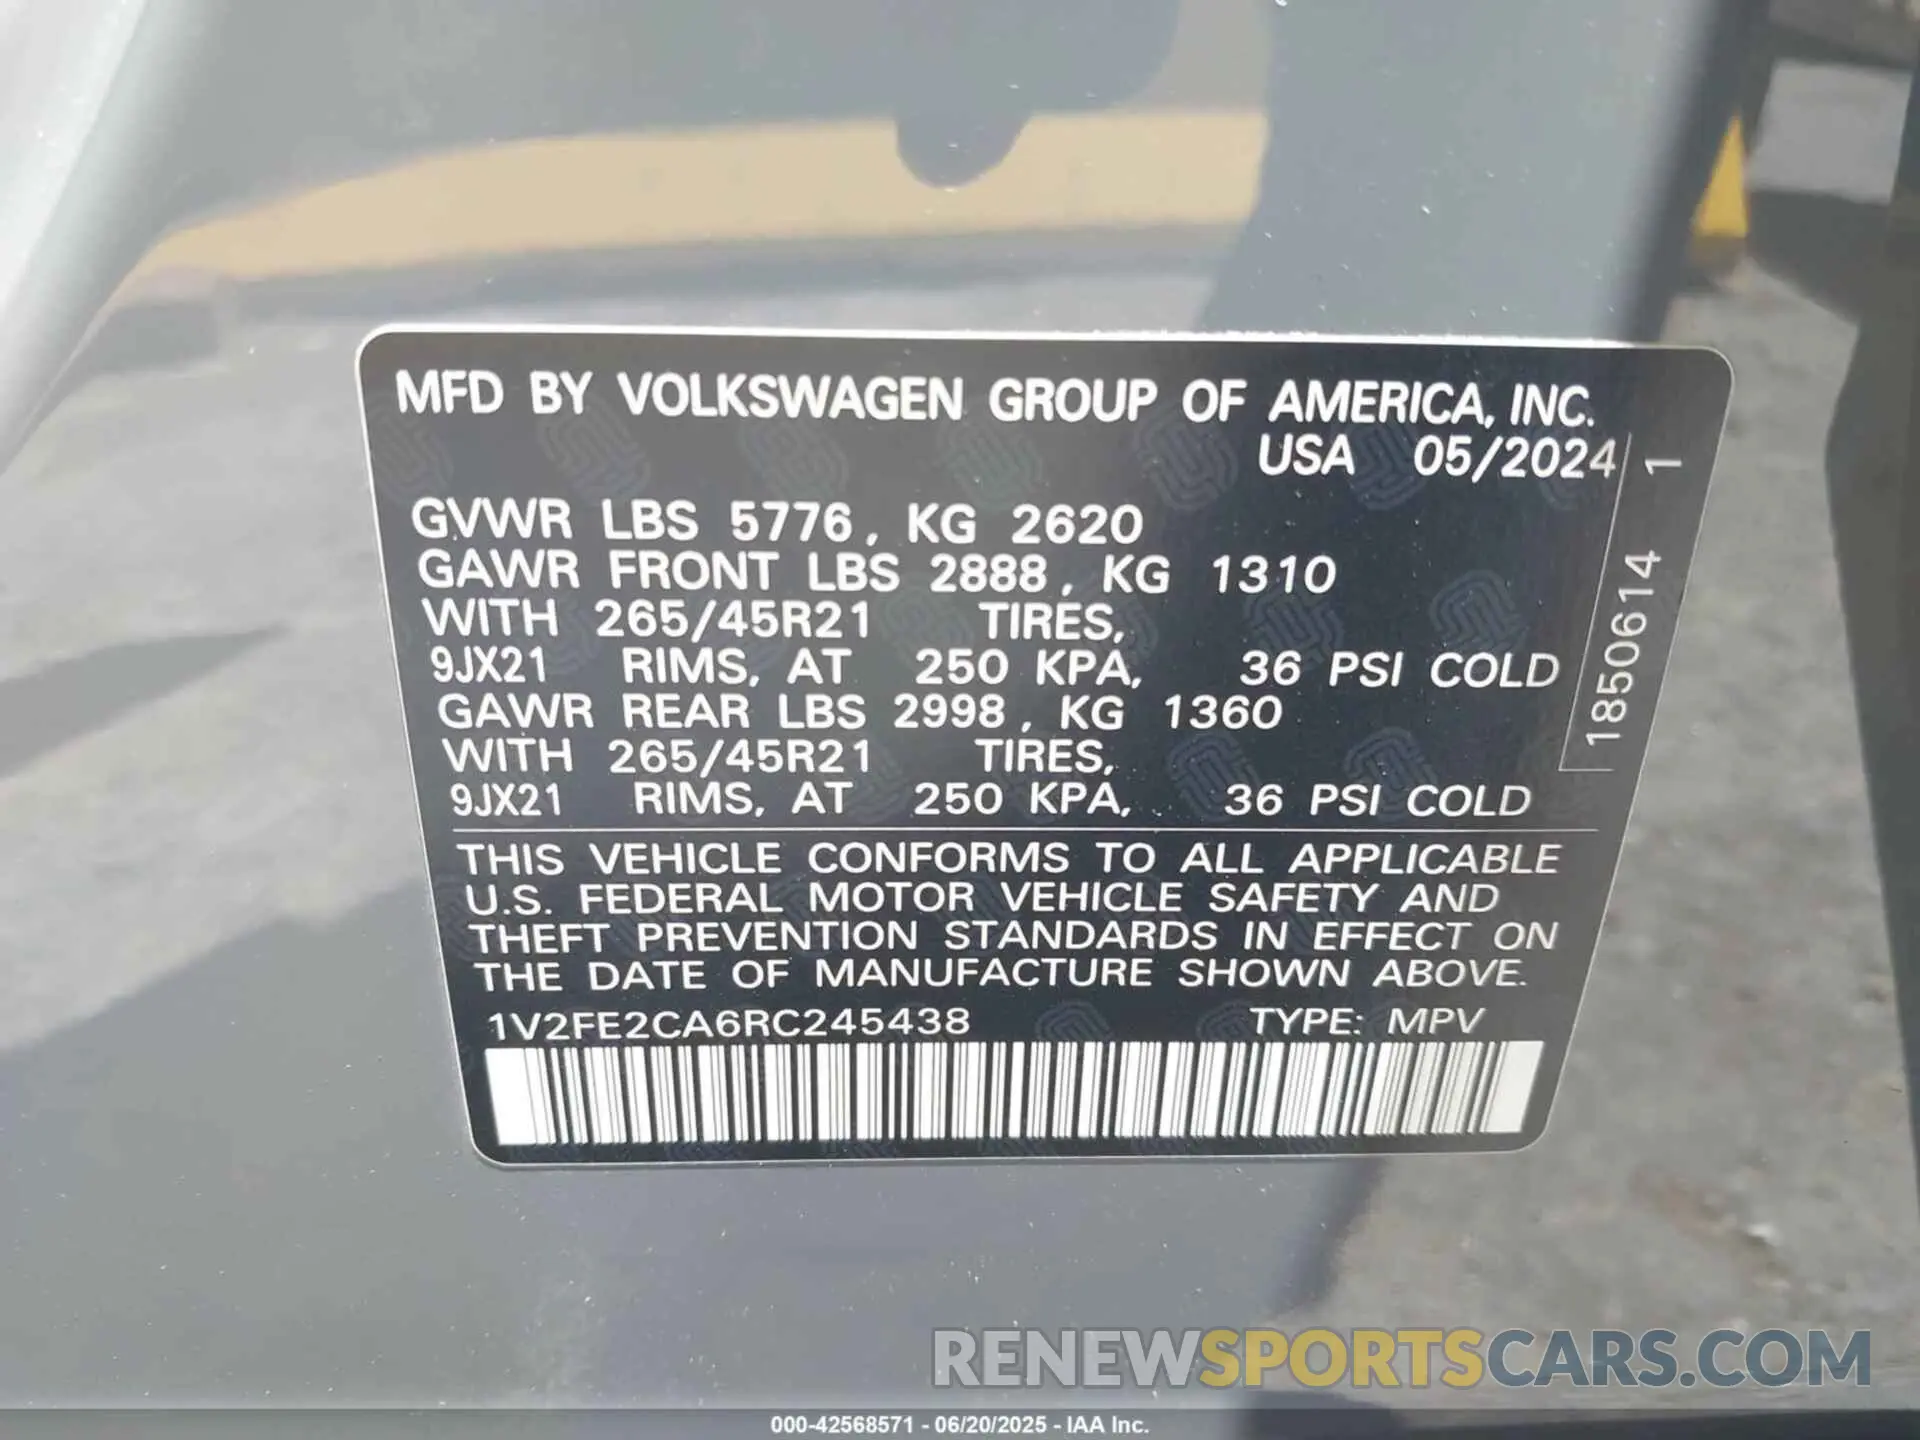 MFD BY VOLKSWAGEN GROUP OF AMERICA, INC.
USA 05/2024
GVWR LBS 5776, KG 2620
GAWR FRONT LBS 2888, KG 1310
WITH 265/45R21 TIRES,
9JX21 RIMS, AT 250 KPA, 36 PSI COLD
GAWR REAR LBS 2998, KG 1360
WITH 265/45R21 TIRES,
9JX21 RIMS, AT 250 KPA, 36 PSI COLD
1850614 1
THIS VEHICLE CONFORMS TO ALL APPLICABLE
U.S. FEDERAL MOTOR VEHICLE SAFETY AND
THEFT PREVENTION STANDARDS IN EFFECT ON
THE DATE OF MANUFACTURE SHOWN ABOVE.
1V2FE2CA6RC245438 TYPE: MPV
RENEWSPORTSCARS.COM
000-42568571 - 06/20/2025 - IAA Inc.